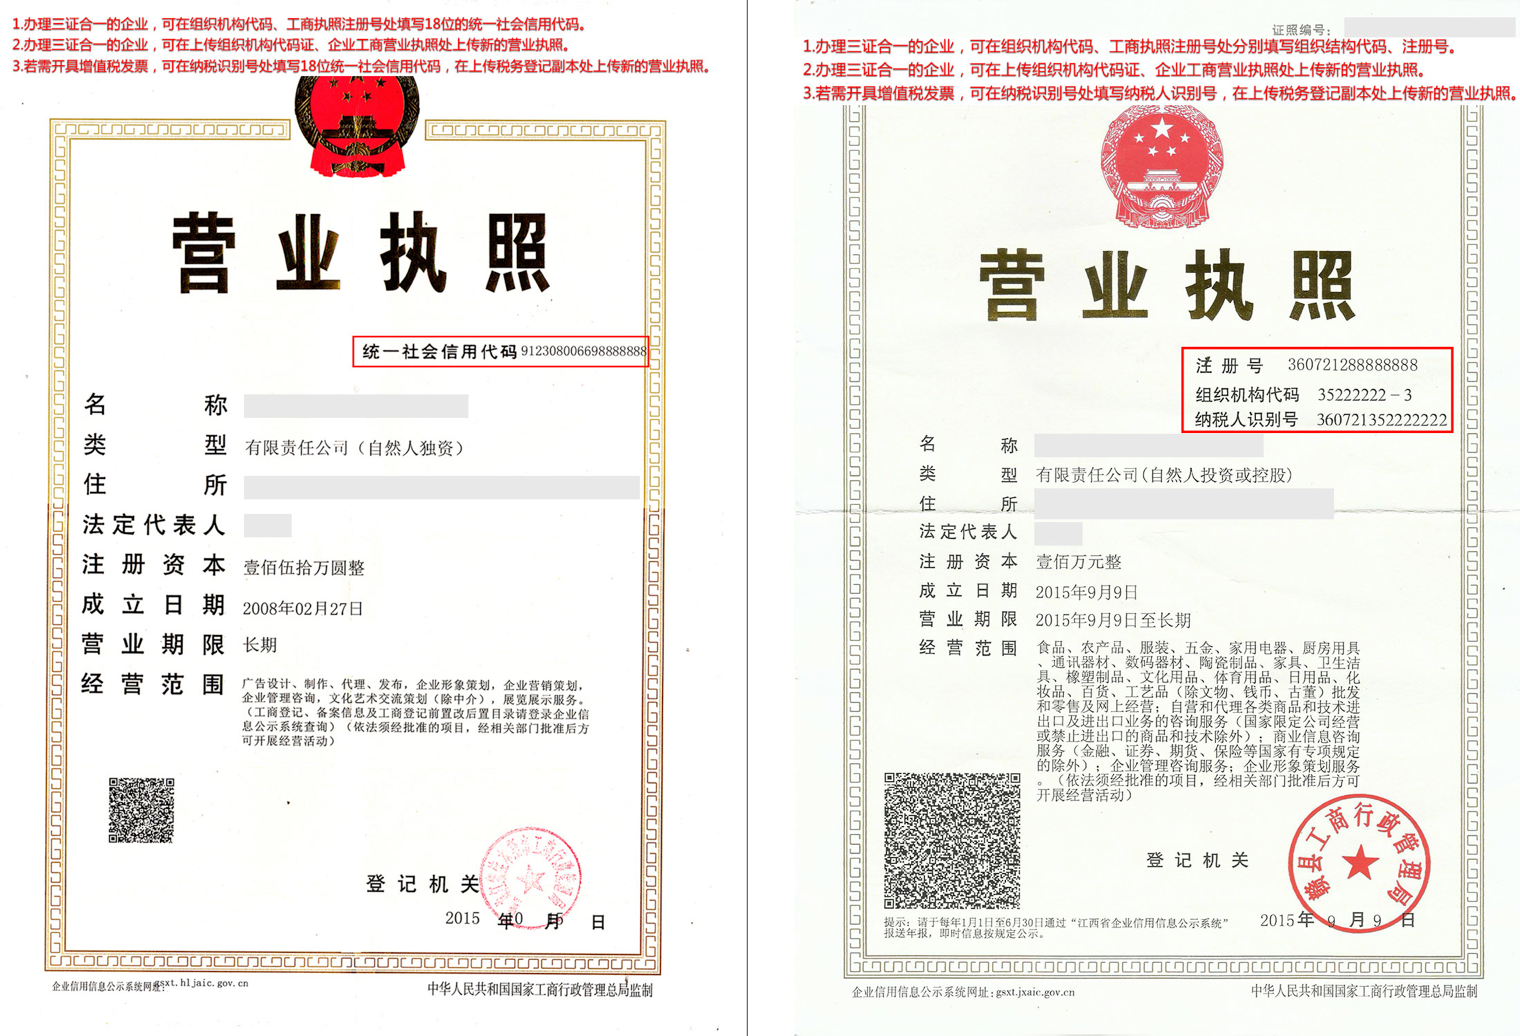 1.办理三证合一的企业，可在组织机构代码、工商执照注册号处填写18位的统一社会信用代码。
2.办理三证合一的企业，可在上传组织机构代码证、企业工商营业执照处上传新的营业执照。
3.若需开具增值税发票，可在纳税识别号处填写18位统一社会信用代码，在上传税务登记副本处上传新的营业执照。
营业执照
统一社会信用代码 912308006698888888
名称
类型 有限责任公司（自然人独资）
住所
法定代表人
注册资本 壹佰伍拾万圆整
成立日期 2008年02月27日
营业期限 长期
经营范围 广告设计、制作、代理、发布，企业形象策划，企业营销策划，
企业管理咨询，文化艺术交流策划（除中介），展览展示服务。
（工商登记、备案信息及工商登记前置改后置目录请登录企业信
息公示系统查询）（依法须经批准的项目，经相关部门批准后方
可开展经营活动）
登记机关
2015 年 月 日
企业信用信息公示系统网址: gsxt.hljaic.gov.cn
中华人民共和国国家工商行政管理总局监制
证照编号：
1.办理三证合一的企业，可在组织机构代码、工商执照注册号处分别填写组织结构代码、注册号。
2.办理三证合一的企业，可在上传组织机构代码证、企业工商营业执照处上传新的营业执照。
3.若需开具增值税发票，可在纳税识别号处填写纳税人识别号，在上传税务登记副本处上传新的营业执照。
营业执照
注册号 360721288888888
组织机构代码 35222222－3
纳税人识别号 360721352222222
名称
类型 有限责任公司(自然人投资或控股)
住所
法定代表人
注册资本 壹佰万元整
成立日期 2015年9月9日
营业期限 2015年9月9日至长期
经营范围 食品、农产品、服装、五金、家用电器、厨房用具
、通讯器材、数码器材、陶瓷制品、家具、卫生洁
具、橡塑制品、文化用品、体育用品、日用品、化
妆品、百货、工艺品（除文物、钱币、古董）批发
和零售及网上经营；自营和代理各类商品和技术进
出口及进出口业务的咨询服务（国家限定公司经营
或禁止进出口的商品和技术除外）；商业信息咨询
服务（金融、证券、期货、保险等国家有专项规定
的除外）；企业管理咨询服务；企业形象策划服务
。（依法须经批准的项目，经相关部门批准后方可
开展经营活动）
登记机关
赣县工商行政管理局
2015年 9 月 9 日
提示：请于每年1月1日至6月30日通过“江西省企业信用信息公示系统”
报送年报，即时信息按规定公示。
企业信用信息公示系统网址: gsxt.jxaic.gov.cn
中华人民共和国国家工商行政管理总局监制